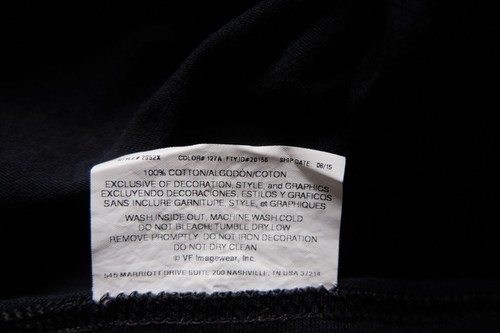 2952X COLOR# 127A FTY.ID#20156 SHIP DATE 08/15
100% COTTON/ALGODÓN/COTON
EXCLUSIVE OF DECORATION, STYLE, and GRAPHICS
EXCLUYENDO DECORACIONES, ESTILOS Y GRAFICOS
SANS INCLURE GARNITURE, STYLE, et GRAPHIQUES
WASH INSIDE OUT, MACHINE WASH COLD
DO NOT BLEACH, TUMBLE DRY LOW
REMOVE PROMPTLY, DO NOT IRON DECORATION
DO NOT DRY CLEAN
© VF Imagewear, Inc.
545 MARRIOTT DRIVE SUITE 200 NASHVILLE, TN USA 37214